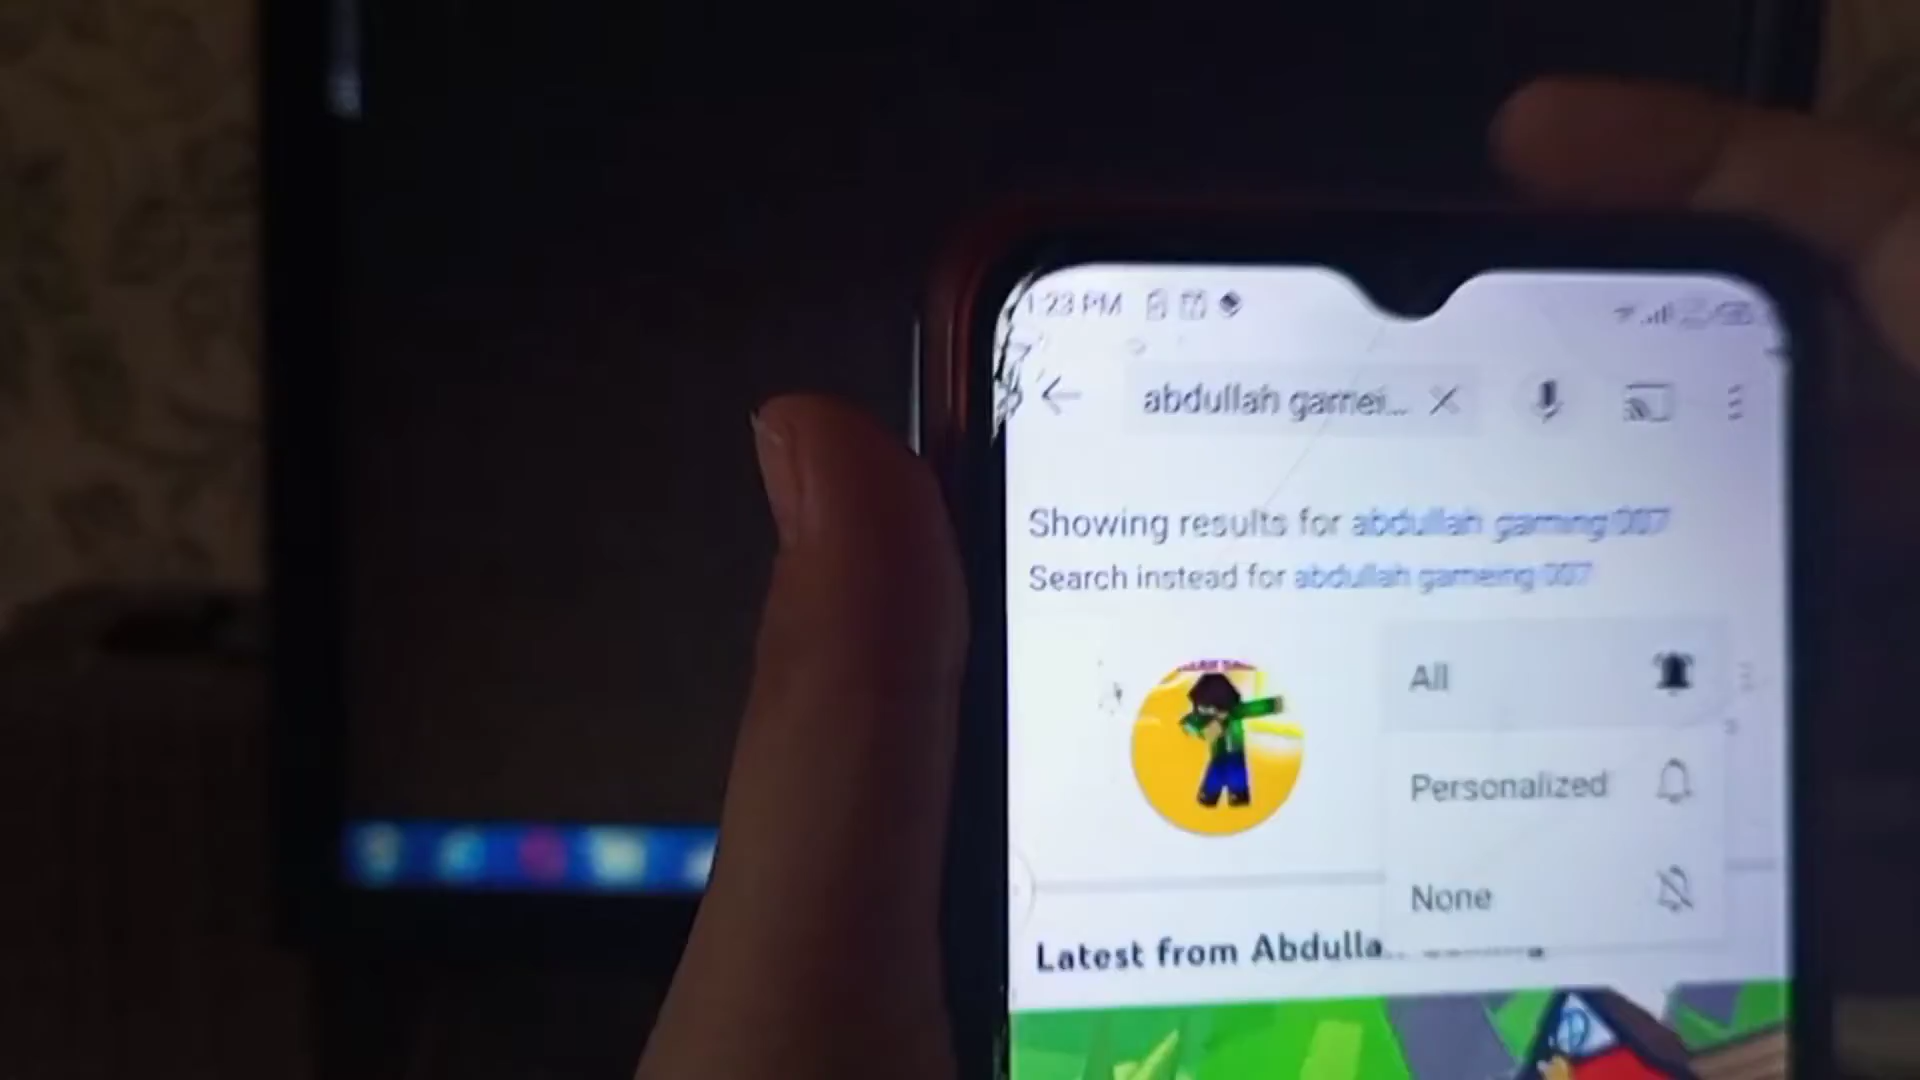 1:23 PM
abdullah gamei...
Showing results for abdullah gaming 007
Search instead for abdullah gameing 007
All
Personalized
None
Latest from Abdulla..